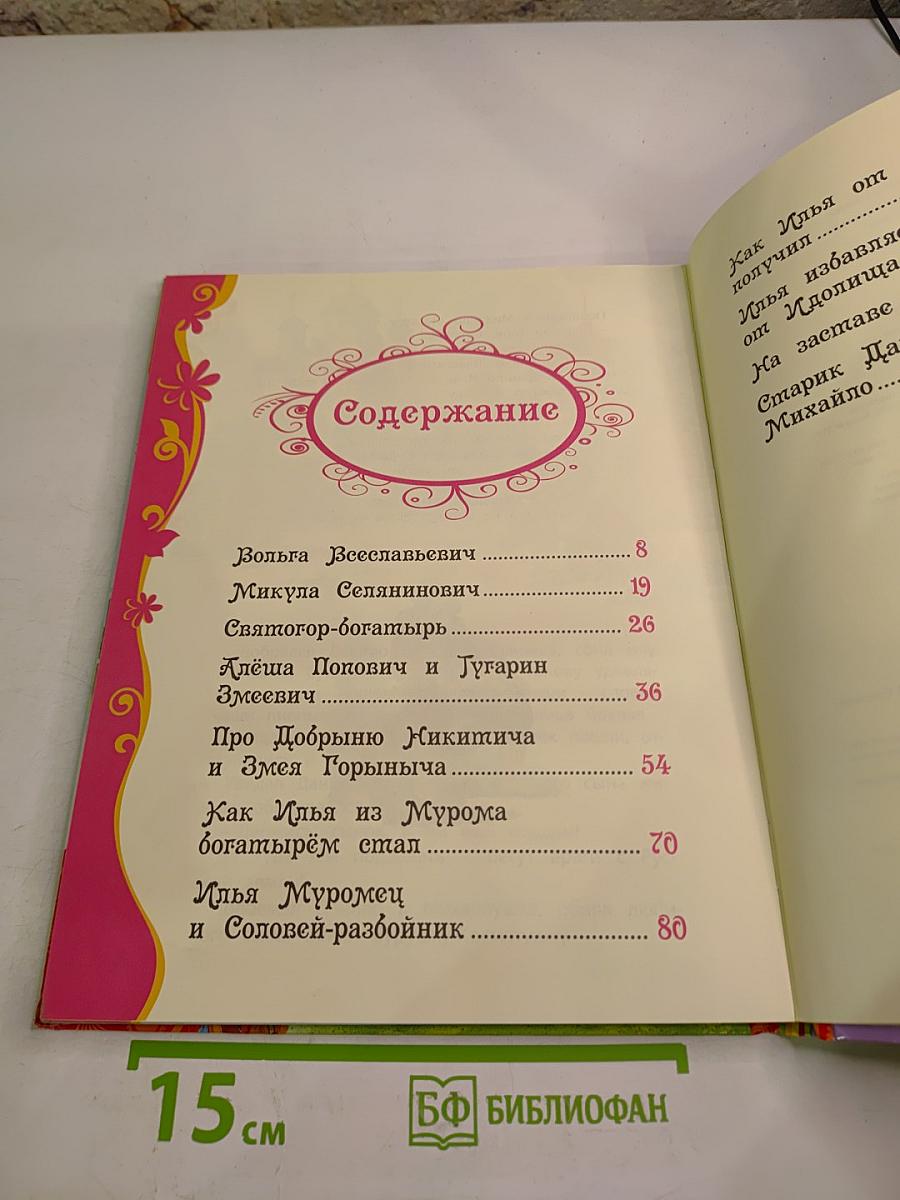 Содержание
Вольга Всеславьевич ............................ 8
Микула Селянинович.......................... 19
Святогор-богатырь................................ 26
Алёша Попович и Тугарин
Змеевич ........................................................ 36
Про Добрыню Никитича
и Змея Горыныча ................................ 54
Как Илья из Мурома
богатырём стал .................................... 70
Илья Муромец
и Соловей-разбойник ........................... 80
Как Илья от
получил ............
Илья избавля
от Идолища
На заставе
Старик Да
Михайло ....
15 см
БФ БИБЛИОФАН